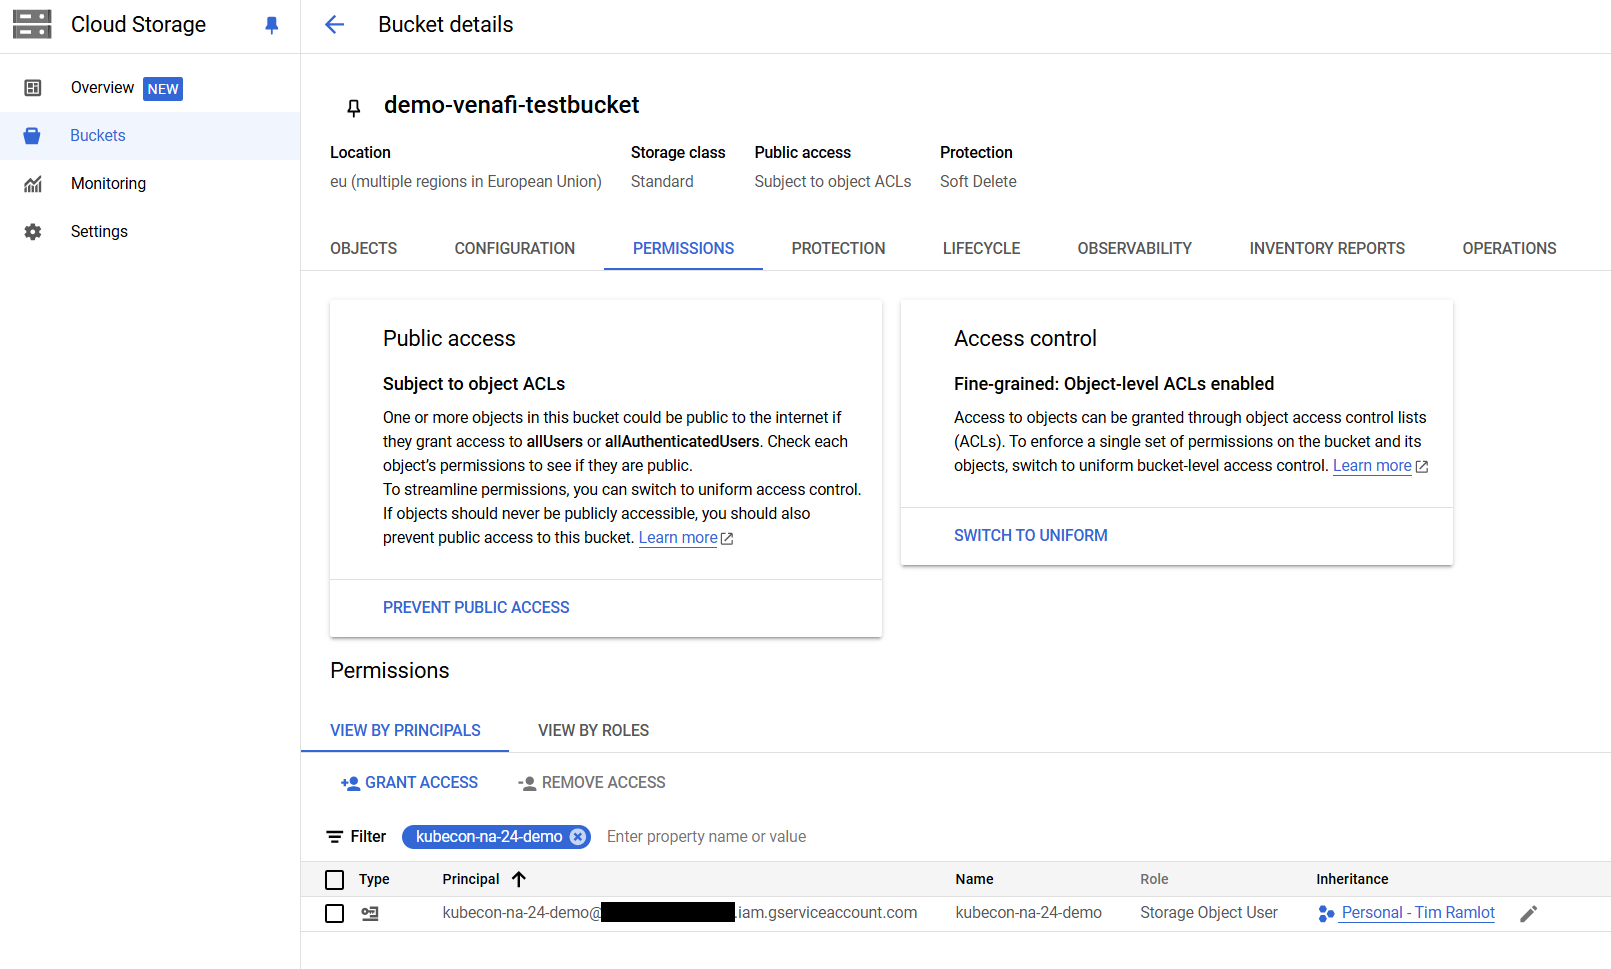 Cloud Storage
Bucket details
Overview NEW
Buckets
Monitoring
Settings
demo-venafi-testbucket
Location Storage class Public access Protection
eu (multiple regions in European Union) Standard Subject to object ACLs Soft Delete
OBJECTS CONFIGURATION PERMISSIONS PROTECTION LIFECYCLE OBSERVABILITY INVENTORY REPORTS OPERATIONS
Public access
Subject to object ACLs
One or more objects in this bucket could be public to the internet if
they grant access to allUsers or allAuthenticatedUsers. Check each
object's permissions to see if they are public.
To streamline permissions, you can switch to uniform access control.
If objects should never be publicly accessible, you should also
prevent public access to this bucket. Learn more
PREVENT PUBLIC ACCESS
Access control
Fine-grained: Object-level ACLs enabled
Access to objects can be granted through object access control lists
(ACLs). To enforce a single set of permissions on the bucket and its
objects, switch to uniform bucket-level access control. Learn more
SWITCH TO UNIFORM
Permissions
VIEW BY PRINCIPALS VIEW BY ROLES
GRANT ACCESS REMOVE ACCESS
Filter kubecon-na-24-demo Enter property name or value
Type Principal Name Role Inheritance
kubecon-na-24-demo@ .iam.gserviceaccount.com kubecon-na-24-demo Storage Object User Personal - Tim Ramlot